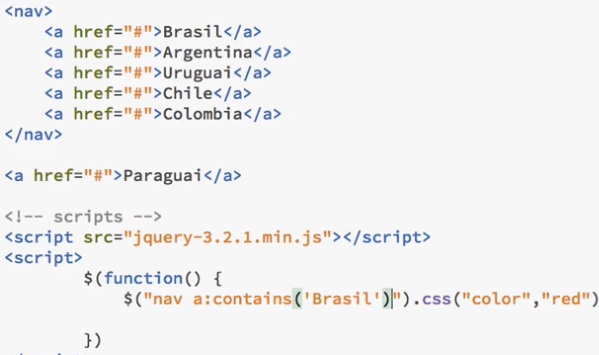 <nav>
    <a href="#">Brasil</a>
    <a href="#">Argentina</a>
    <a href="#">Uruguai</a>
    <a href="#">Chile</a>
    <a href="#">Colombia</a>
</nav>
<a href="#">Paraguai</a>
<!-- scripts -->
<script src="jquery-3.2.1.min.js"></script>
<script>
        $(function() {
            $("nav a:contains('Brasil')").css("color","red")
        })